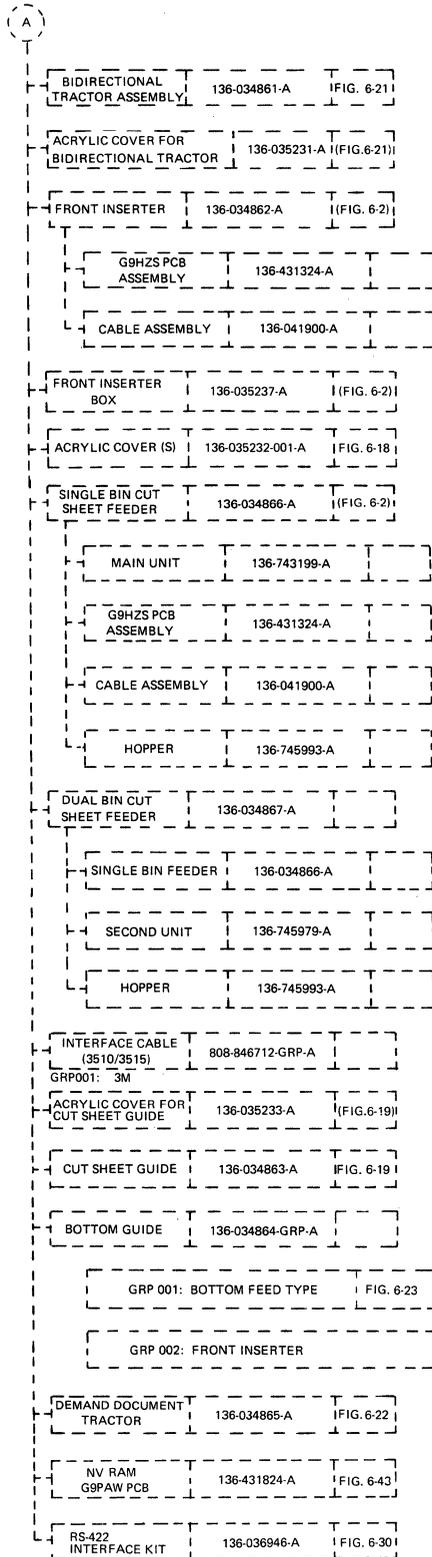 A
BIDIRECTIONAL
TRACTOR ASSEMBLY 136-034861-A FIG. 6-21
ACRYLIC COVER FOR
BIDIRECTIONAL TRACTOR 136-035231-A (FIG.6-21)
FRONT INSERTER 136-034862-A (FIG. 6-2)
G9HZS PCB
ASSEMBLY 136-431324-A
CABLE ASSEMBLY 136-041900-A
FRONT INSERTER
BOX 136-035237-A (FIG. 6-2)
ACRYLIC COVER (S) 136-035232-001-A FIG. 6-18
SINGLE BIN CUT
SHEET FEEDER 136-034866-A (FIG. 6-2)
MAIN UNIT 136-743199-A
G9HZS PCB
ASSEMBLY 136-431324-A
CABLE ASSEMBLY 136-041900-A
HOPPER 136-745993-A
DUAL BIN CUT
SHEET FEEDER 136-034867-A
SINGLE BIN FEEDER 136-034866-A
SECOND UNIT 136-745979-A
HOPPER 136-745993-A
INTERFACE CABLE
(3510/3515) 808-846712-GRP-A
GRP001: 3M
ACRYLIC COVER FOR
CUT SHEET GUIDE 136-035233-A (FIG.6-19)
CUT SHEET GUIDE 136-034863-A FIG. 6-19
BOTTOM GUIDE 136-034864-GRP-A
GRP 001: BOTTOM FEED TYPE FIG. 6-23
GRP 002: FRONT INSERTER
DEMAND DOCUMENT
TRACTOR 136-034865-A FIG. 6-22
NV RAM
G9PAW PCB 136-431824-A FIG. 6-43
RS-422
INTERFACE KIT 136-036946-A FIG. 6-30